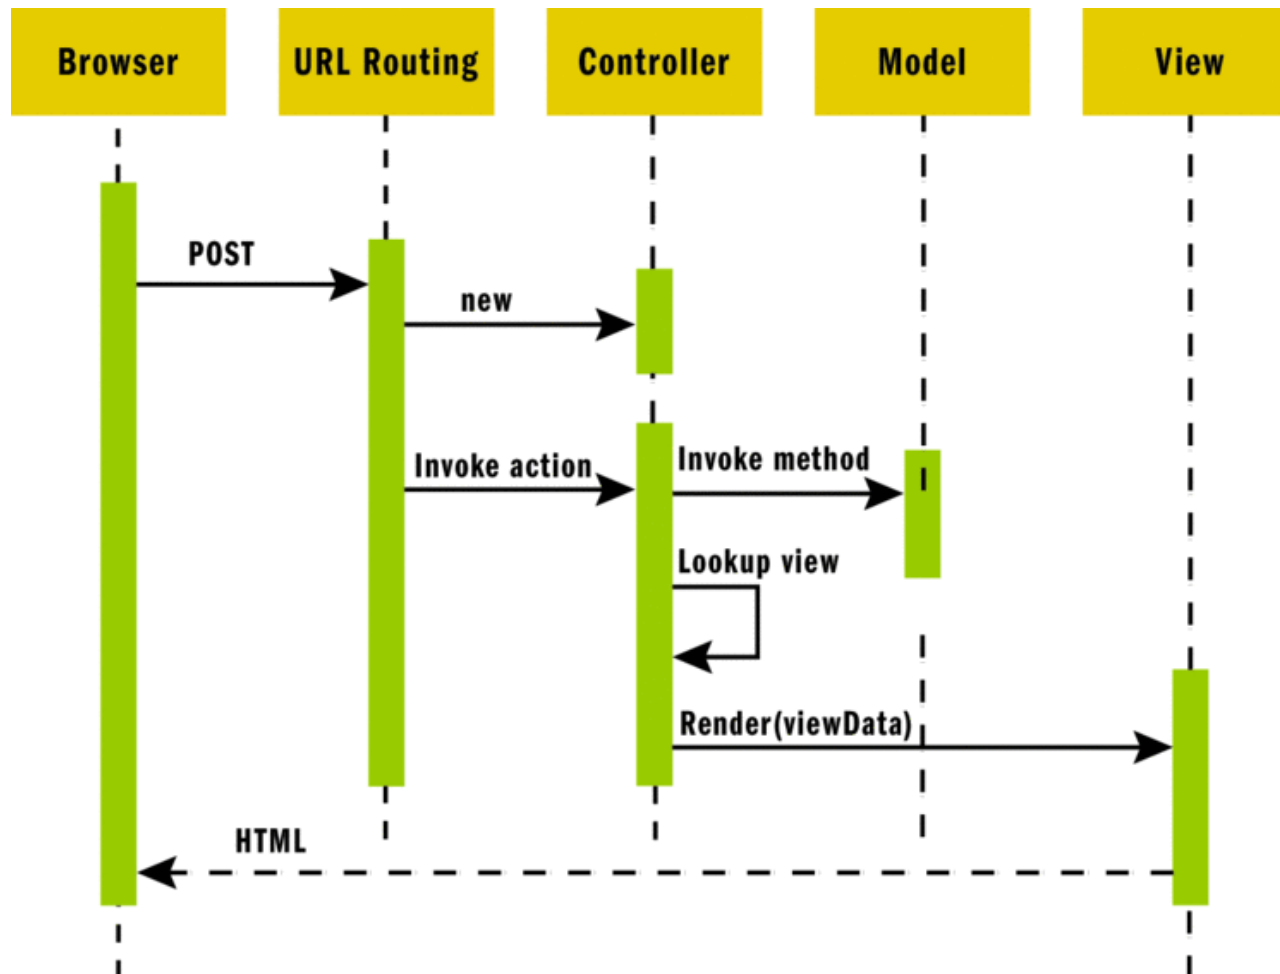 Browser
URL Routing
Controller
Model
View
POST
new
Invoke action
Invoke method
Lookup view
Render(viewData)
HTML